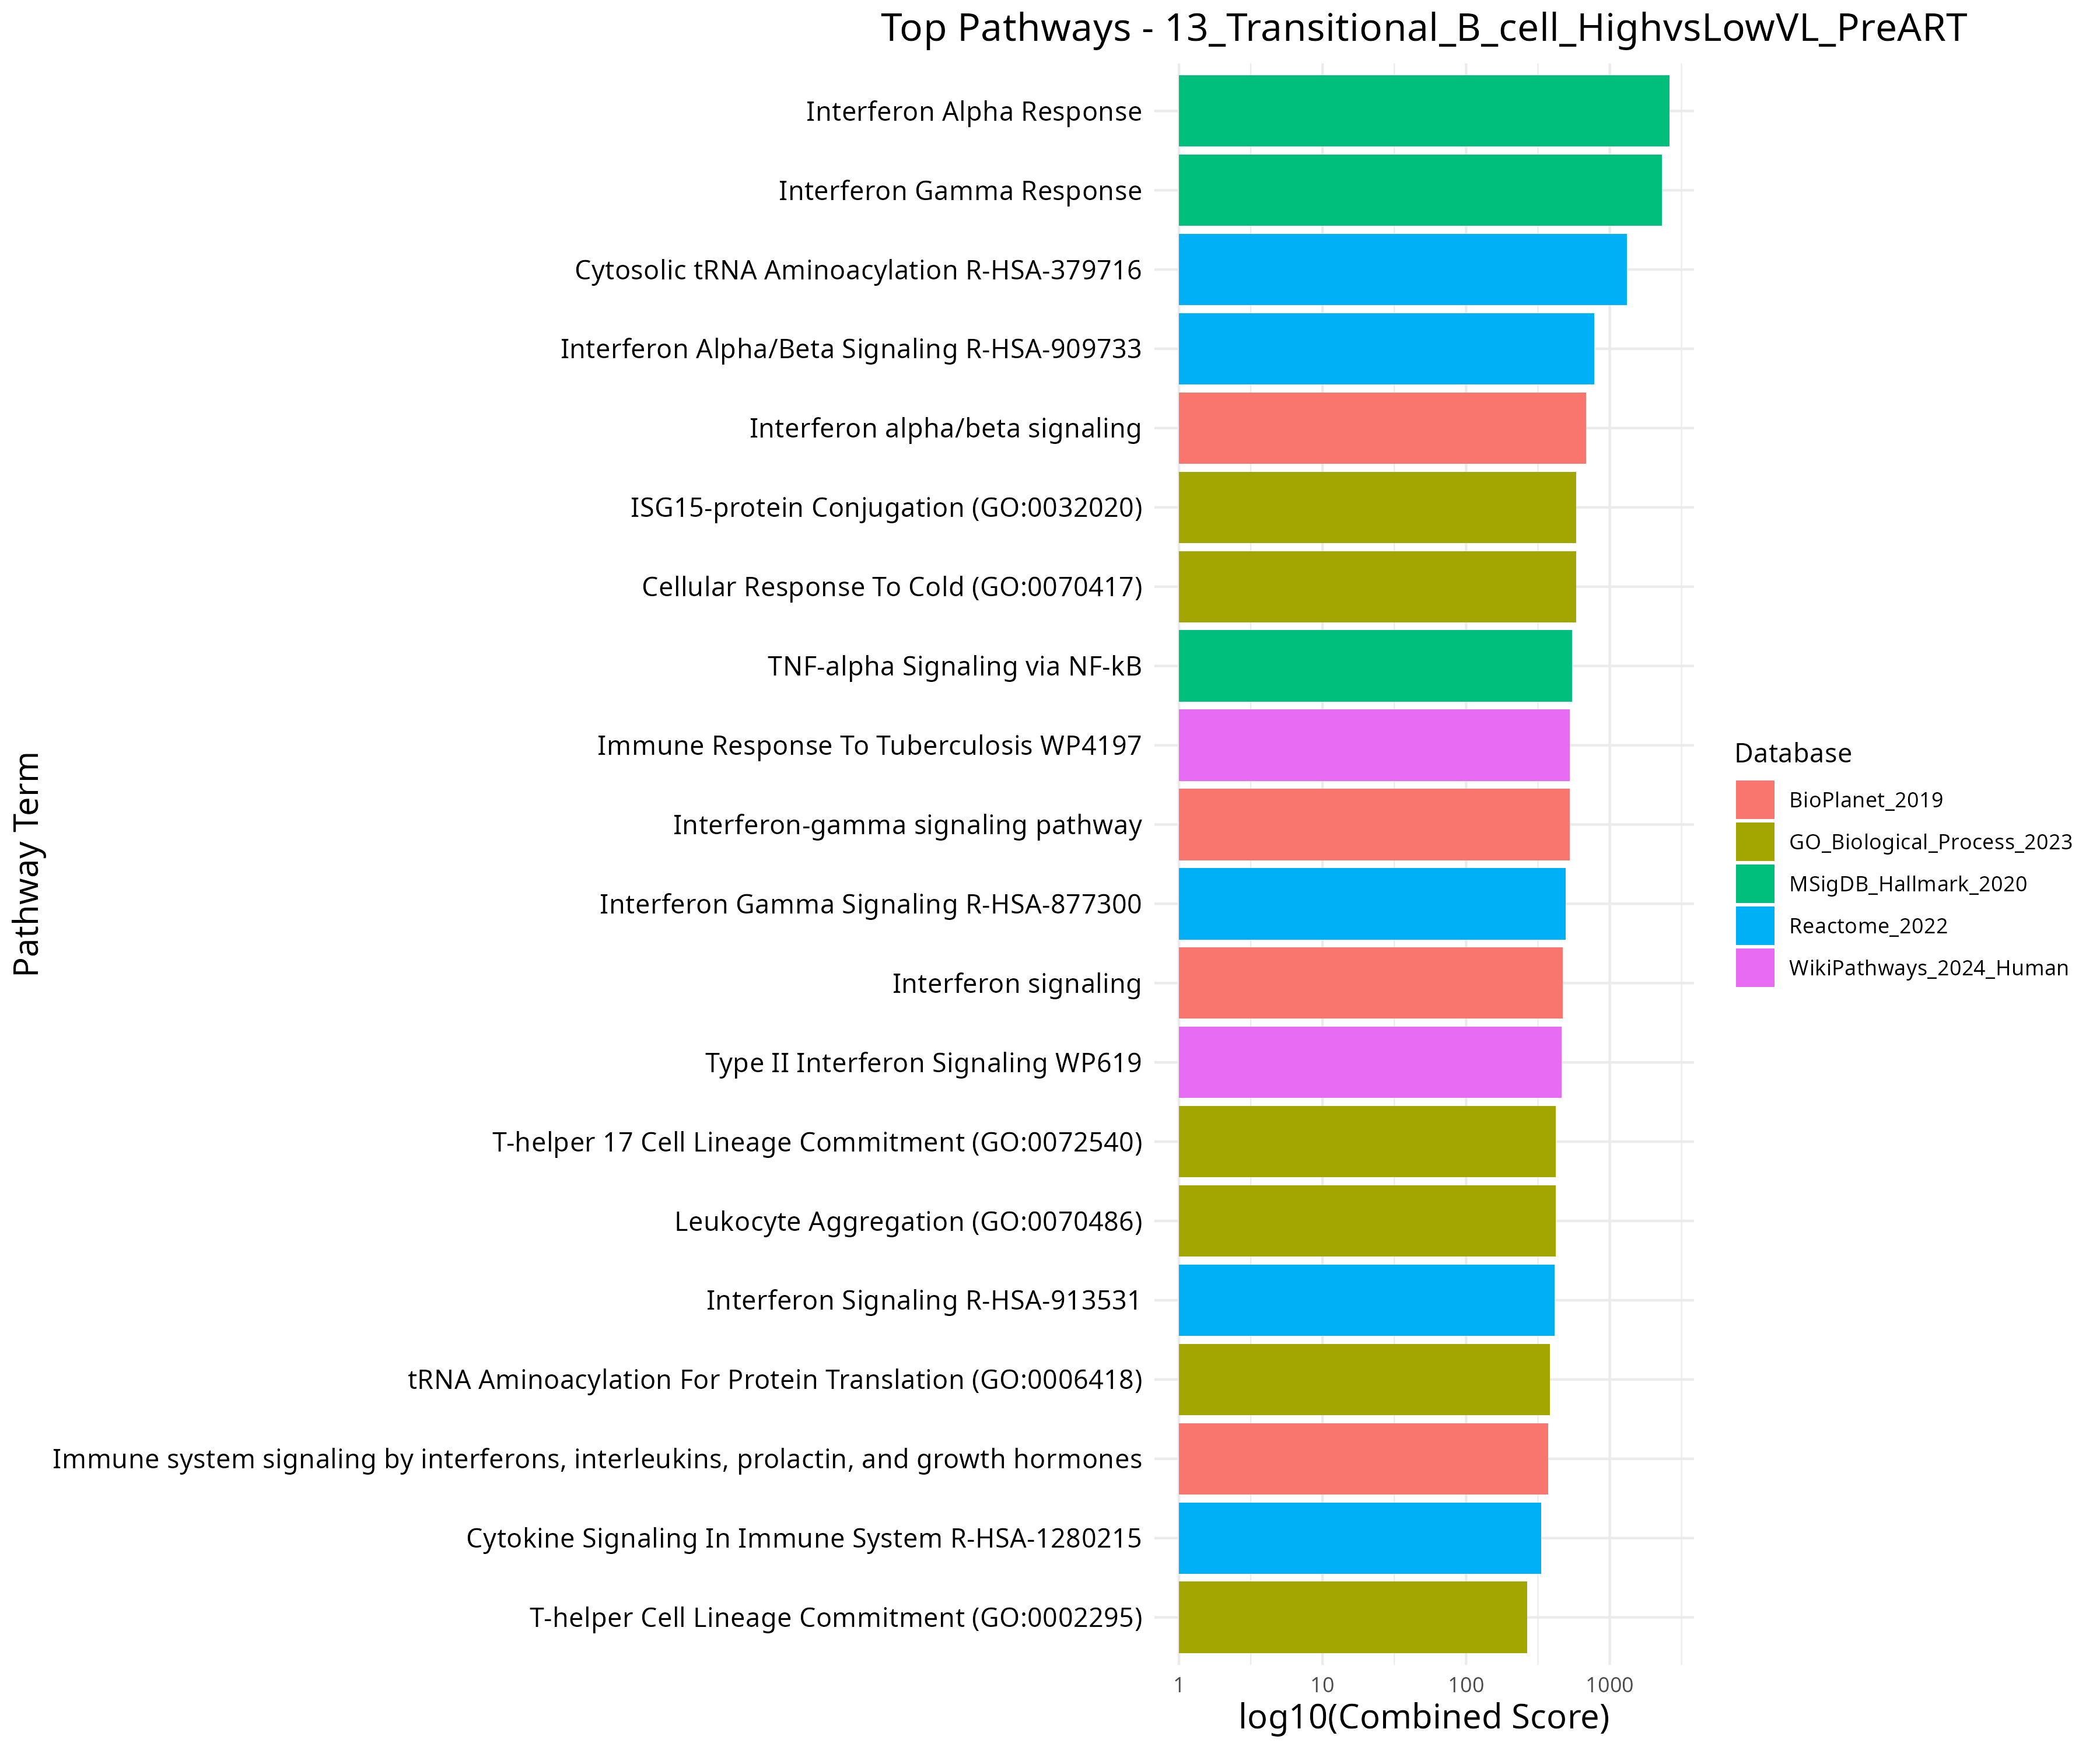 Top Pathways - 13_Transitional_B_cell_HighvsLowVL_PreART
Pathway Term
Interferon Alpha Response
Interferon Gamma Response
Cytosolic tRNA Aminoacylation R-HSA-379716
Interferon Alpha/Beta Signaling R-HSA-909733
Interferon alpha/beta signaling
ISG15-protein Conjugation (GO:0032020)
Cellular Response To Cold (GO:0070417)
TNF-alpha Signaling via NF-kB
Immune Response To Tuberculosis WP4197
Interferon-gamma signaling pathway
Interferon Gamma Signaling R-HSA-877300
Interferon signaling
Type II Interferon Signaling WP619
T-helper 17 Cell Lineage Commitment (GO:0072540)
Leukocyte Aggregation (GO:0070486)
Interferon Signaling R-HSA-913531
tRNA Aminoacylation For Protein Translation (GO:0006418)
Immune system signaling by interferons, interleukins, prolactin, and growth hormones
Cytokine Signaling In Immune System R-HSA-1280215
T-helper Cell Lineage Commitment (GO:0002295)
1 10 100 1000
log10(Combined Score)
Database
BioPlanet_2019
GO_Biological_Process_2023
MSigDB_Hallmark_2020
Reactome_2022
WikiPathways_2024_Human